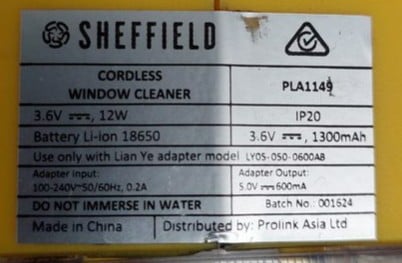 SHEFFIELD
CORDLESS
WINDOW CLEANER
PLA1149
3.6V ⎓, 12W
IP20
Battery Li-ion 18650
3.6V ⎓, 1300mAh
Use only with Lian Ye adapter model LY05-050-0600AB
Adapter Input:
100-240V~50/60Hz, 0.2A
Adapter Output:
5.0V⎓600mA
DO NOT IMMERSE IN WATER
Batch No.: 001624
Made in China
Distributed by: Prolink Asia Ltd